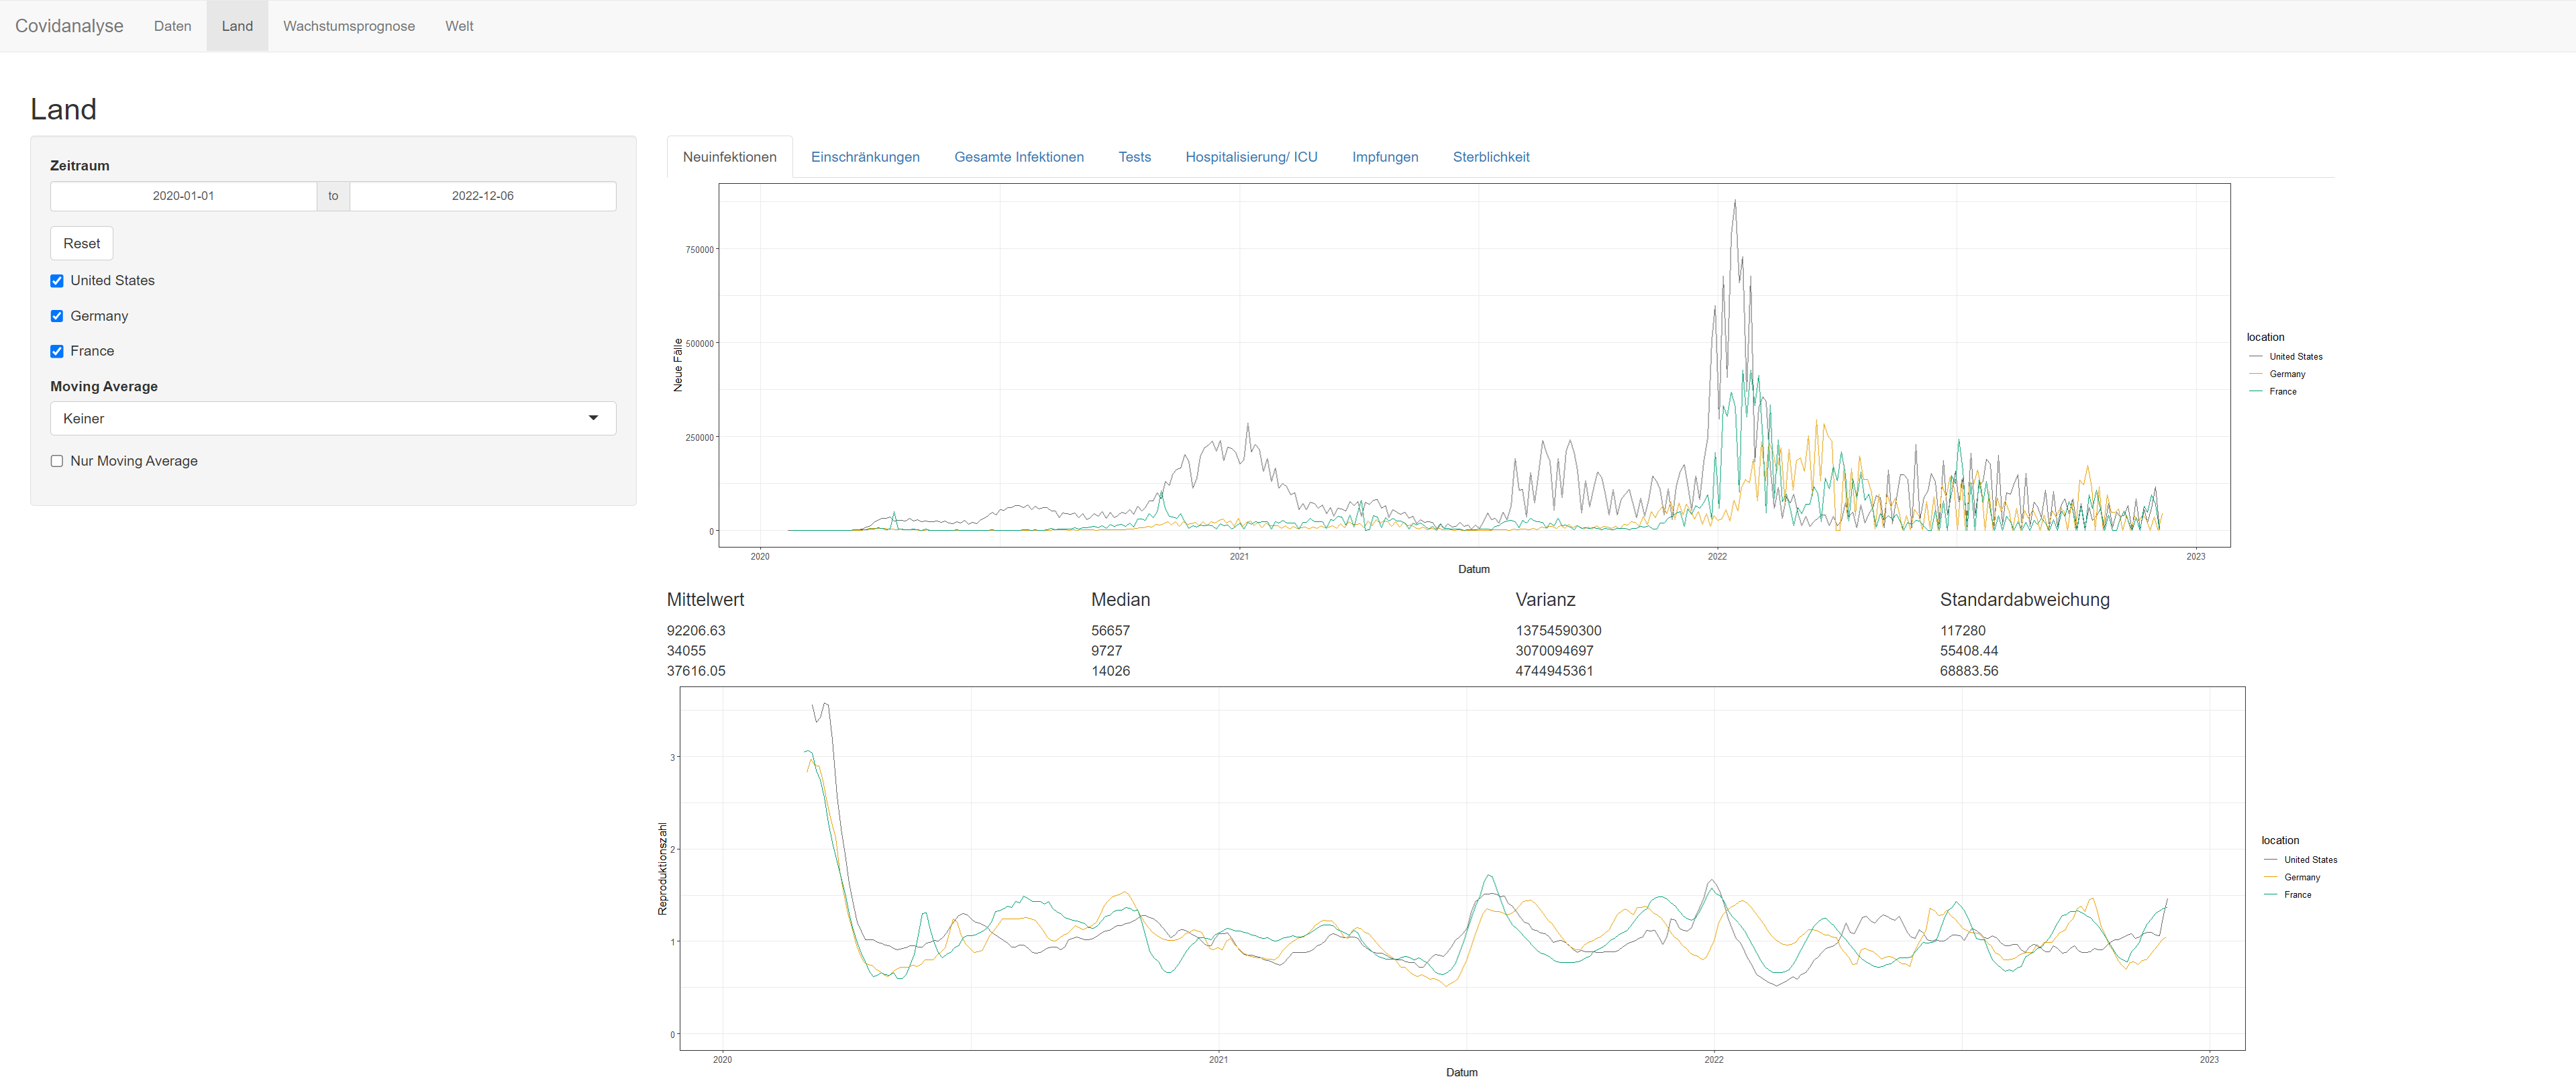 Covidanalyse Daten Land Wachstumsprognose Welt
Land
Zeitraum
2020-01-01 to 2022-12-06
Reset
United States
Germany
France
Moving Average
Keiner
Nur Moving Average
Neuinfektionen Einschränkungen Gesamte Infektionen Tests Hospitalisierung/ ICU Impfungen Sterblichkeit
Neue Fälle
750000
500000
250000
0
2020 2021 2022 2023
Datum
location
United States
Germany
France
Mittelwert Median Varianz Standardabweichung
92206.63 56657 13754590300 117280
34055 9727 3070094697 55408.44
37616.05 14026 4744945361 68883.56
Reproduktionszahl
3
2
1
0
2020 2021 2022 2023
Datum
location
United States
Germany
France